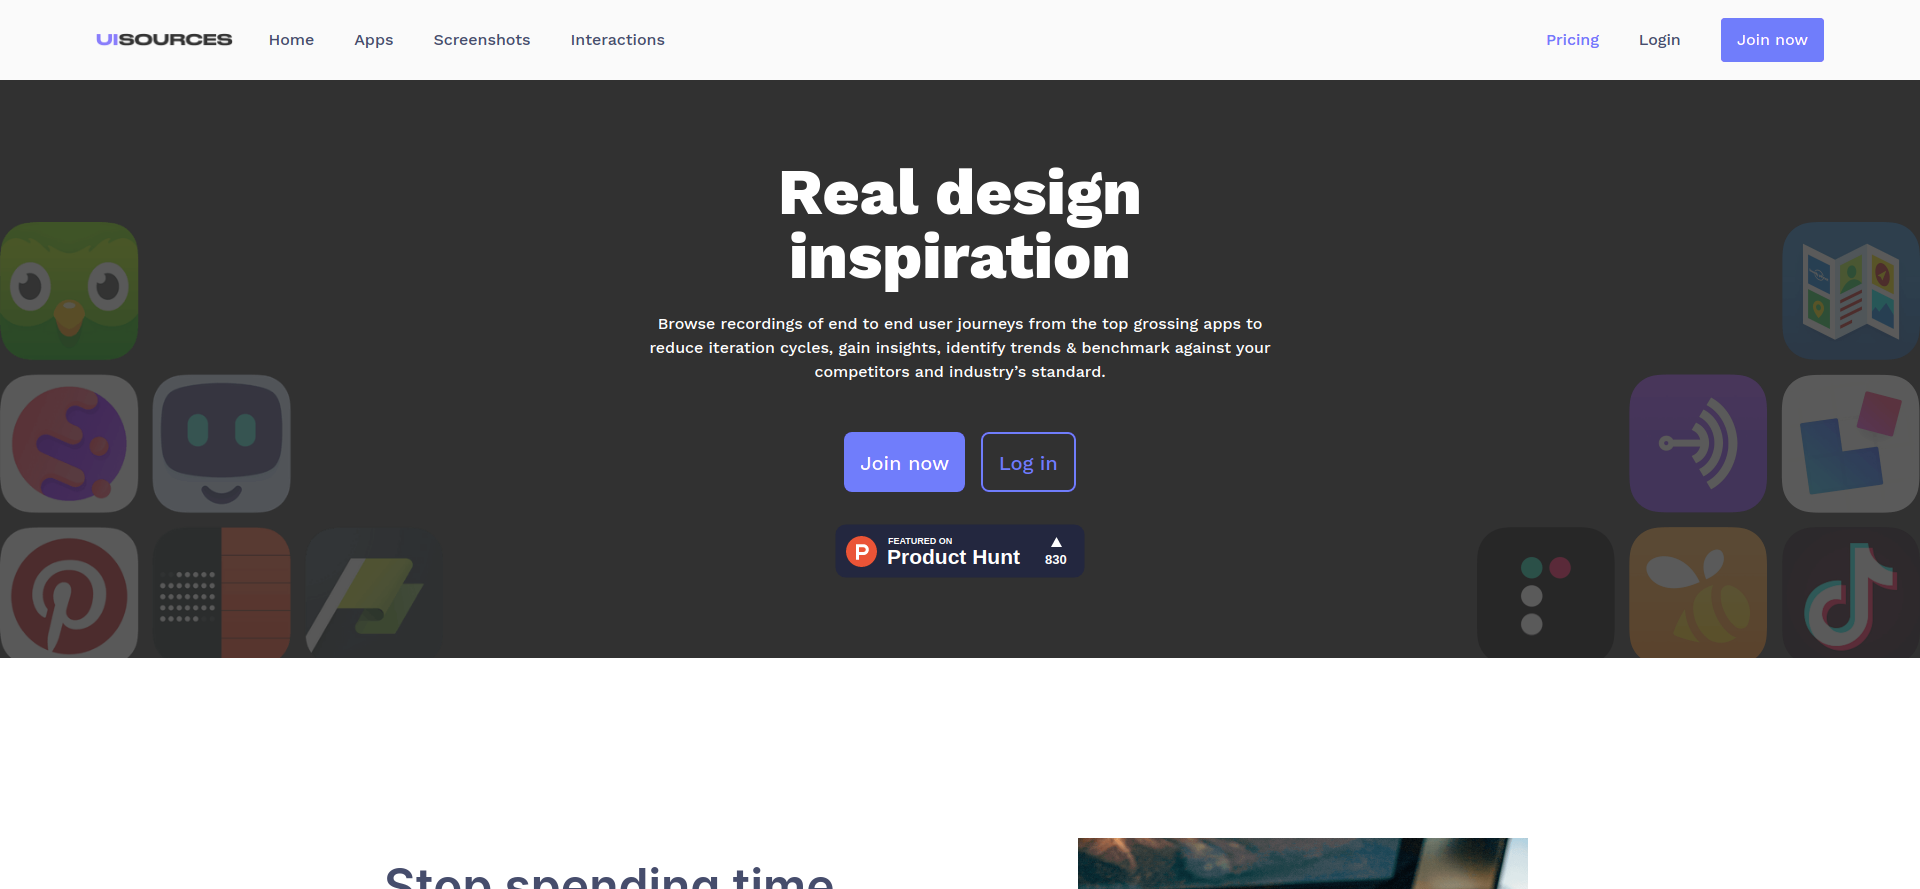 UISOURCES
Home
Apps
Screenshots
Interactions
Pricing
Login
Join now
Real design
inspiration
Browse recordings of end to end user journeys from the top grossing apps to
reduce iteration cycles, gain insights, identify trends & benchmark against your
competitors and industry’s standard.
Join now
Log in
FEATURED ON
Product Hunt
830
Stop spending time